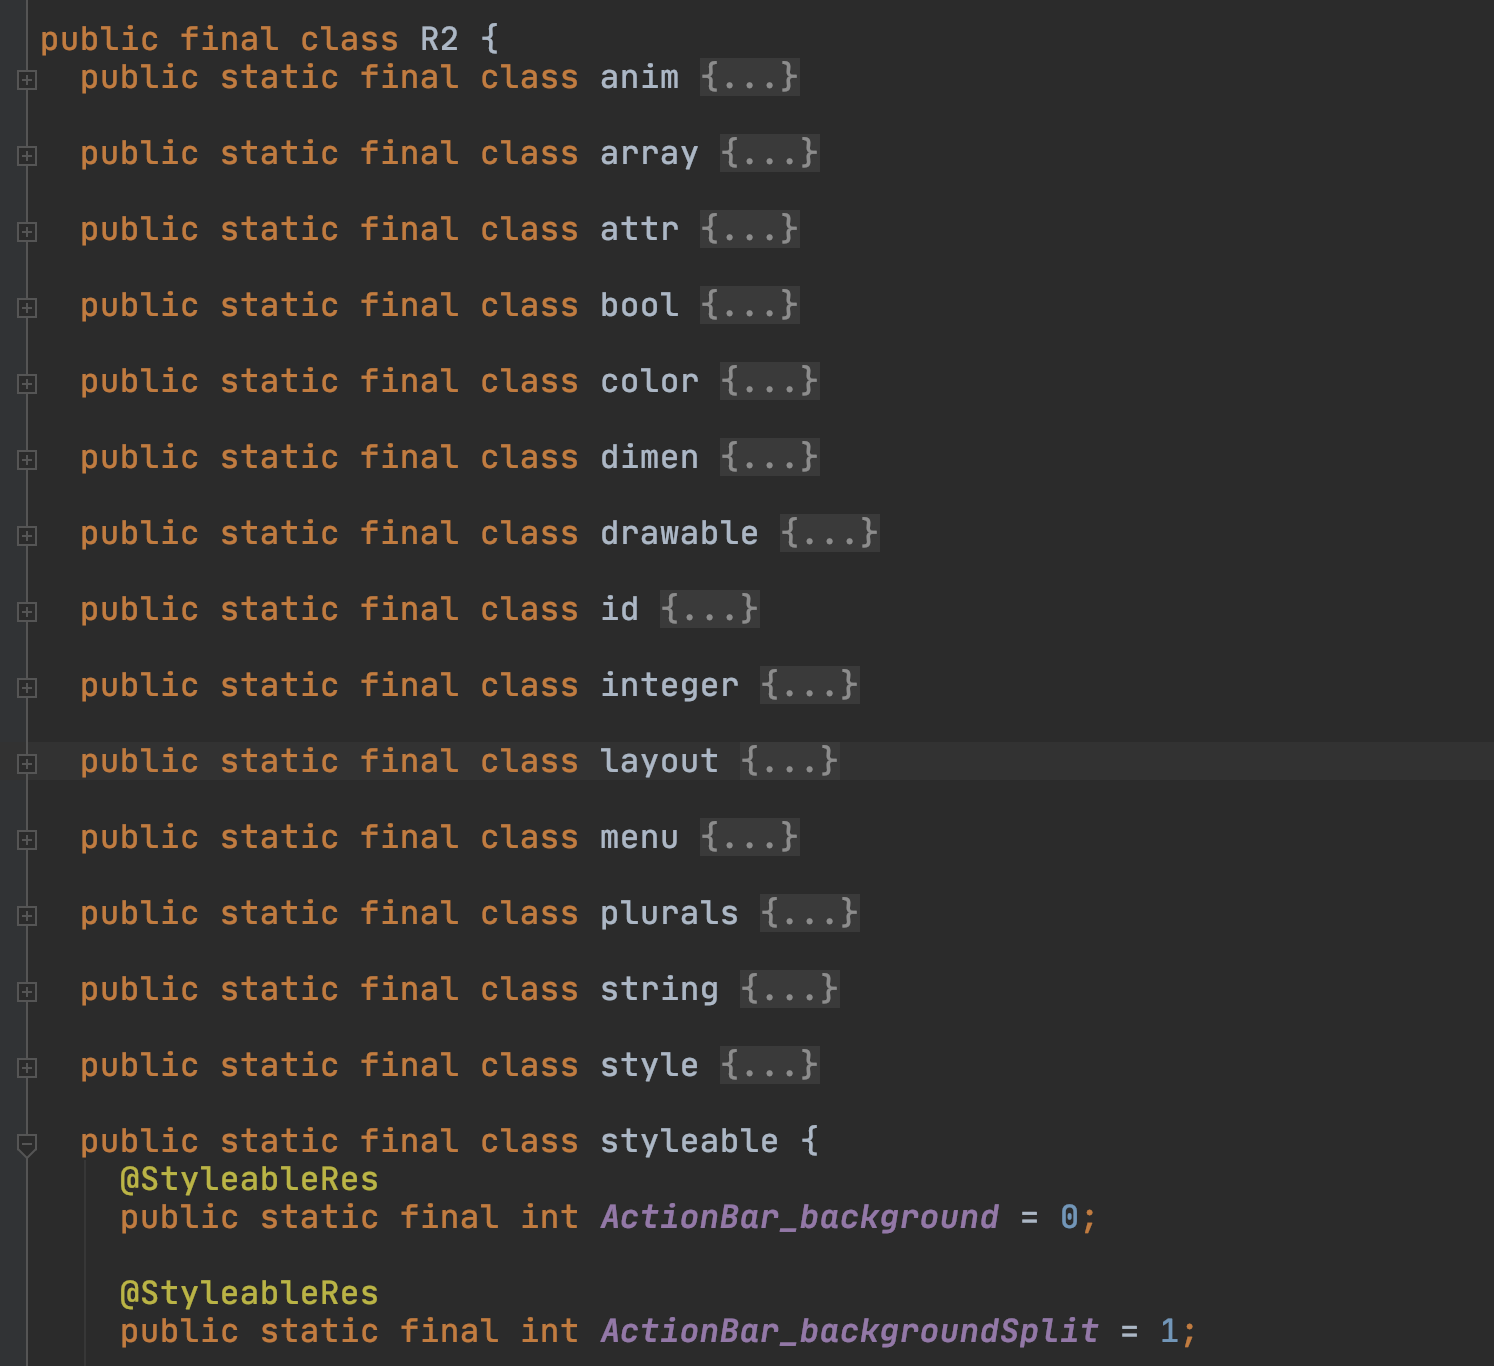 public final class R2 {
public static final class anim {...}
public static final class array {...}
public static final class attr {...}
public static final class bool {...}
public static final class color {...}
public static final class dimen {...}
public static final class drawable {...}
public static final class id {...}
public static final class integer {...}
public static final class layout {...}
public static final class menu {...}
public static final class plurals {...}
public static final class string {...}
public static final class style {...}
public static final class styleable {
@StyleableRes
public static final int ActionBar_background = 0;
@StyleableRes
public static final int ActionBar_backgroundSplit = 1;